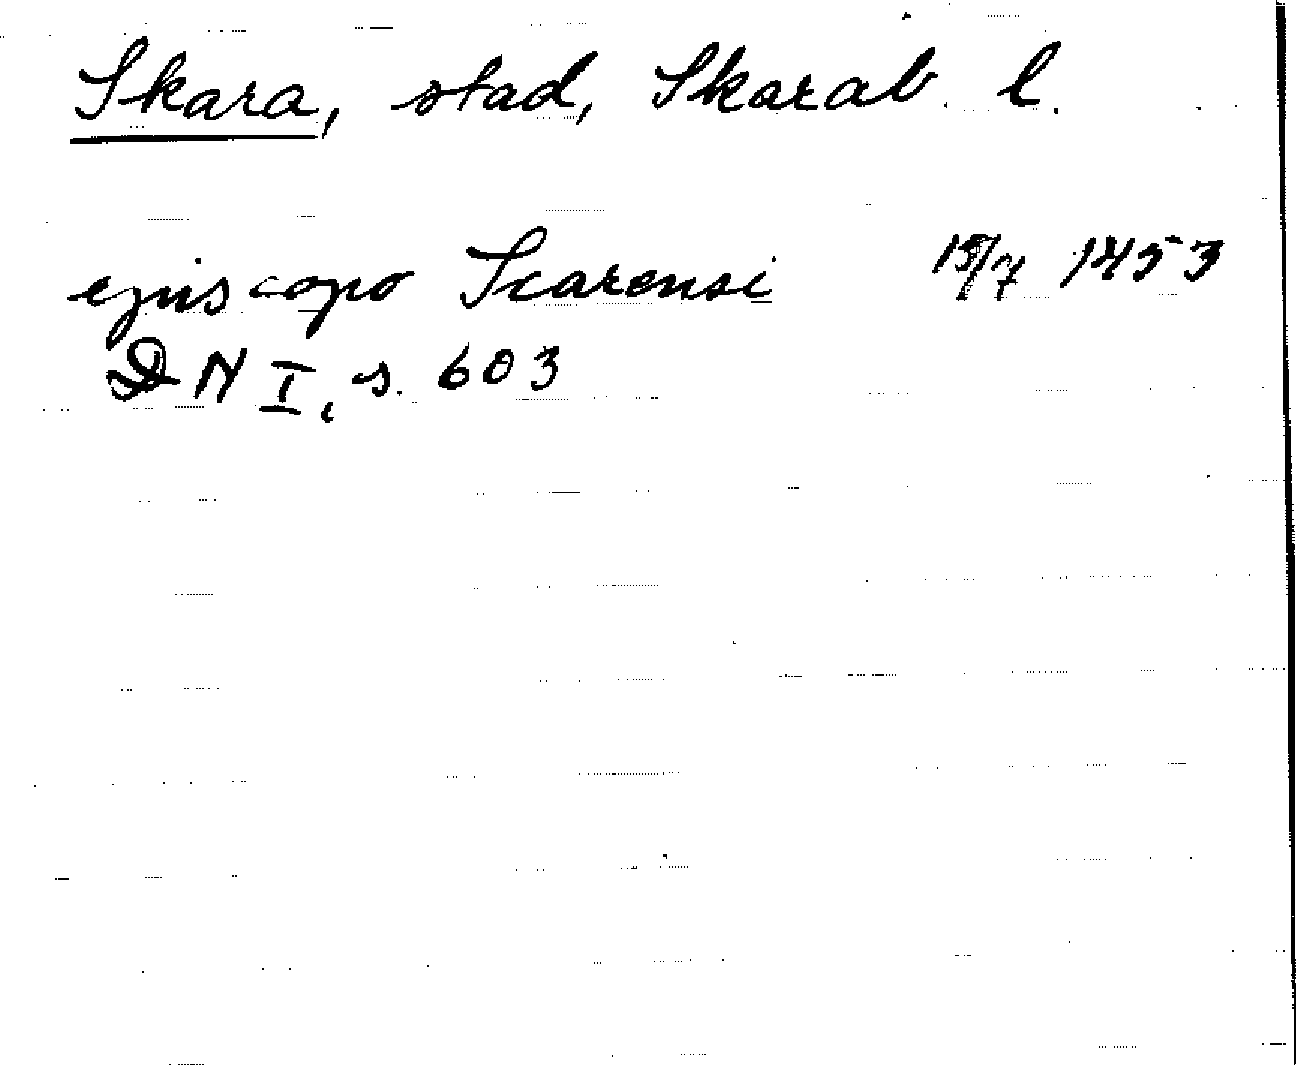 Skara, stad, Skarab. l.
episcopo Scarensi 15/7 1453
DN I, s. 603